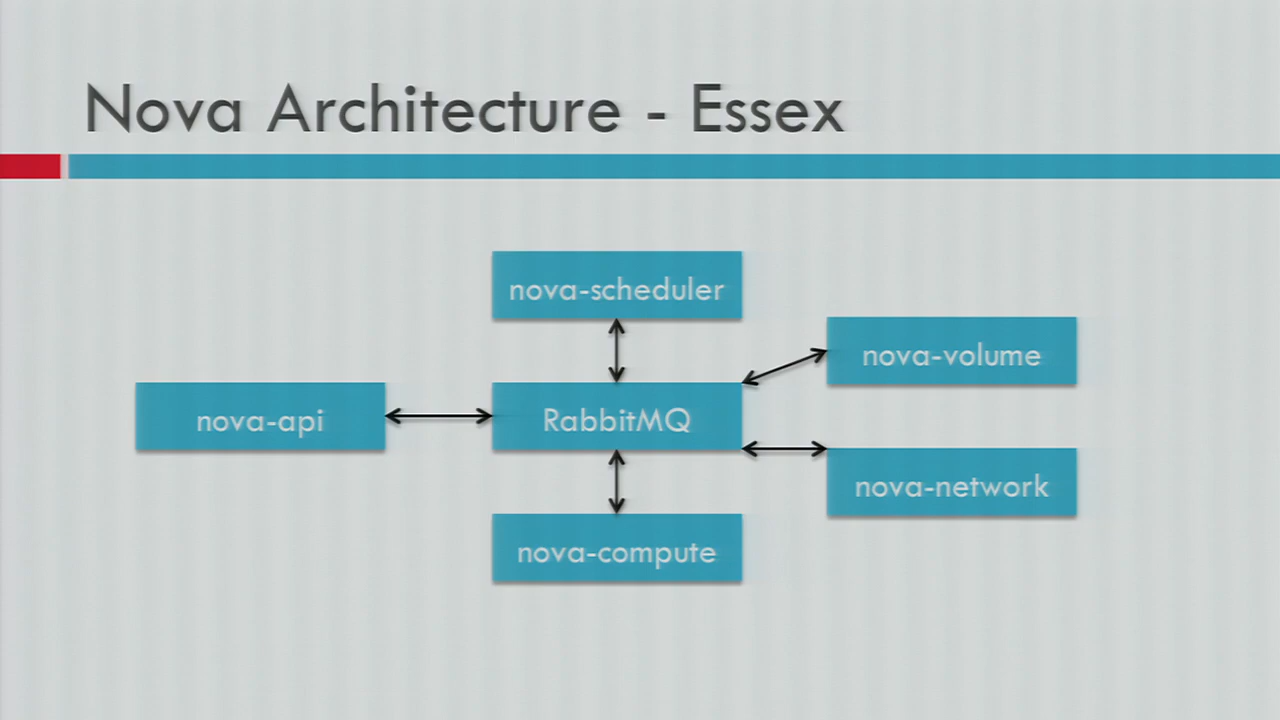 Nova Architecture - Essex
nova-scheduler
nova-volume
nova-api
RabbitMQ
nova-network
nova-compute